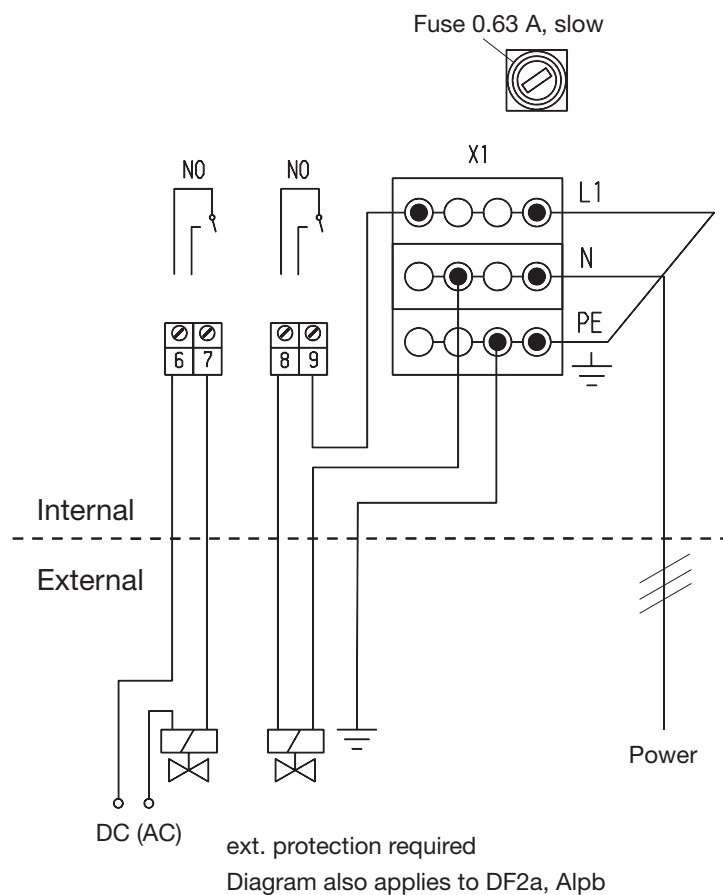 Fuse 0.63 A, slow
X1
NO
NO
L1
N
PE
6 7
8 9
Internal
External
Power
DC (AC)
ext. protection required
Diagram also applies to DF2a, Alpb